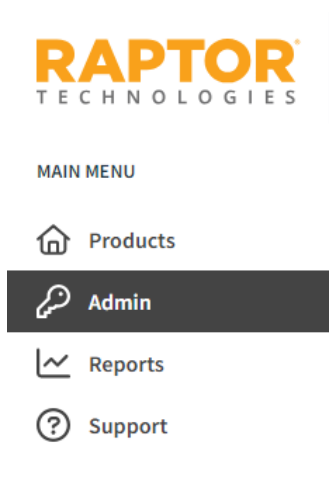 RAPTOR
TECHNOLOGIES
MAIN MENU
Products
Admin
Reports
Support